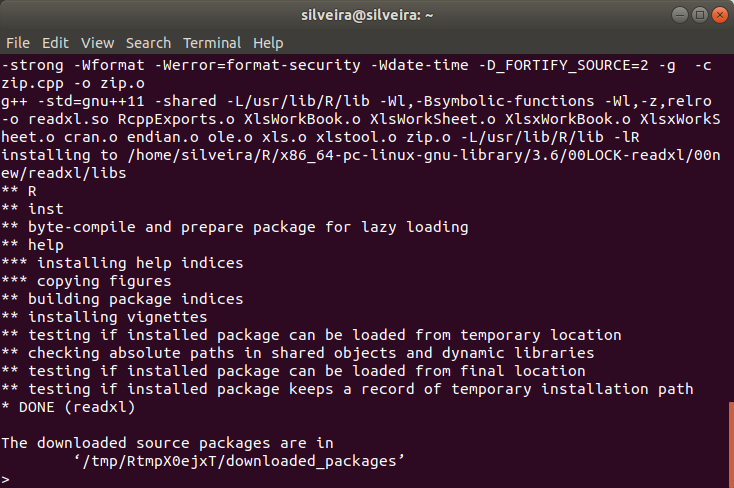 silveira@silveira: ~
File Edit View Search Terminal Help
-strong -Wformat -Werror=format-security -Wdate-time -D_FORTIFY_SOURCE=2 -g  -c
zip.cpp -o zip.o
g++ -std=gnu++11 -shared -L/usr/lib/R/lib -Wl,-Bsymbolic-functions -Wl,-z,relro
-o readxl.so RcppExports.o XlsWorkBook.o XlsWorkSheet.o XlsxWorkBook.o XlsxWorkS
heet.o cran.o endian.o ole.o xls.o xlstool.o zip.o -L/usr/lib/R/lib -lR
installing to /home/silveira/R/x86_64-pc-linux-gnu-library/3.6/00LOCK-readxl/00n
ew/readxl/libs
** R
** inst
** byte-compile and prepare package for lazy loading
** help
*** installing help indices
*** copying figures
** building package indices
** installing vignettes
** testing if installed package can be loaded from temporary location
** checking absolute paths in shared objects and dynamic libraries
** testing if installed package can be loaded from final location
** testing if installed package keeps a record of temporary installation path
* DONE (readxl)
The downloaded source packages are in
‘/tmp/RtmpX0ejxT/downloaded_packages’
>